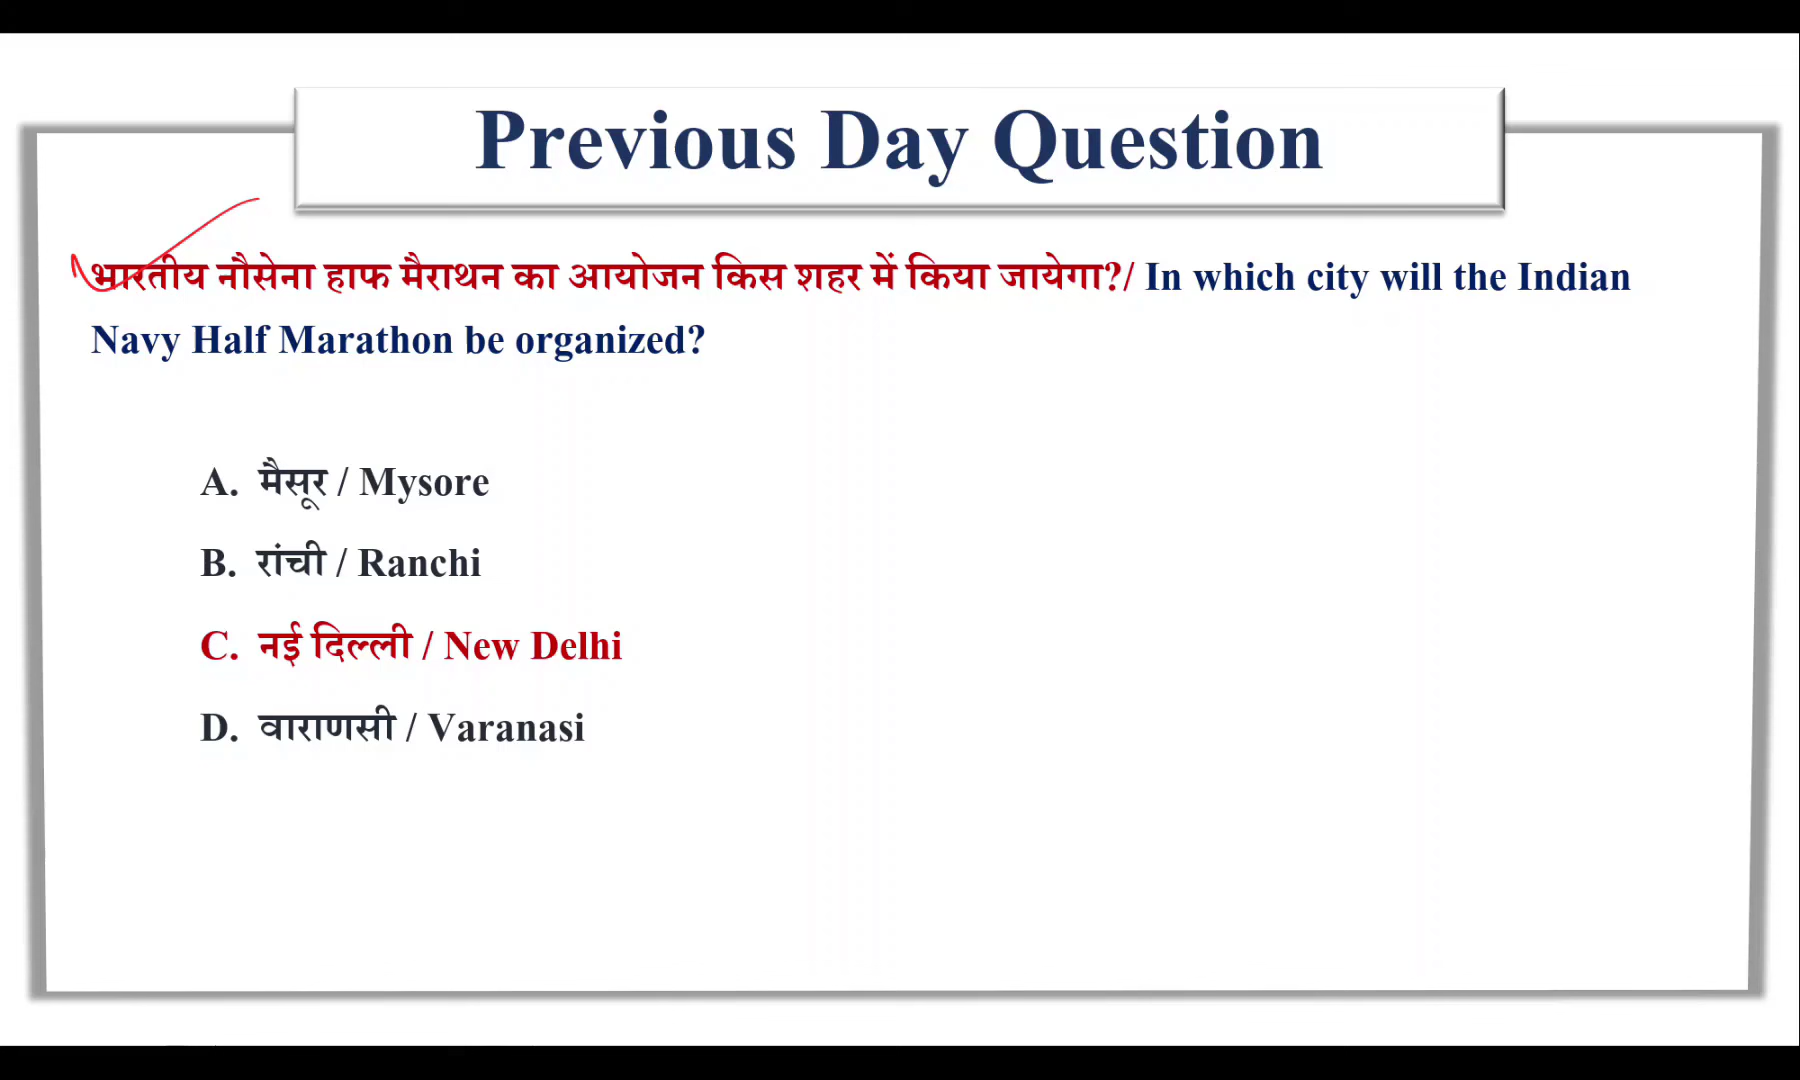 Previous Day Question
भारतीय नौसेना हाफ मैराथन का आयोजन किस शहर में किया जायेगा?/ In which city will the Indian
Navy Half Marathon be organized?
A. मैसूर / Mysore
B. रांची / Ranchi
C. नई दिल्ली / New Delhi
D. वाराणसी / Varanasi